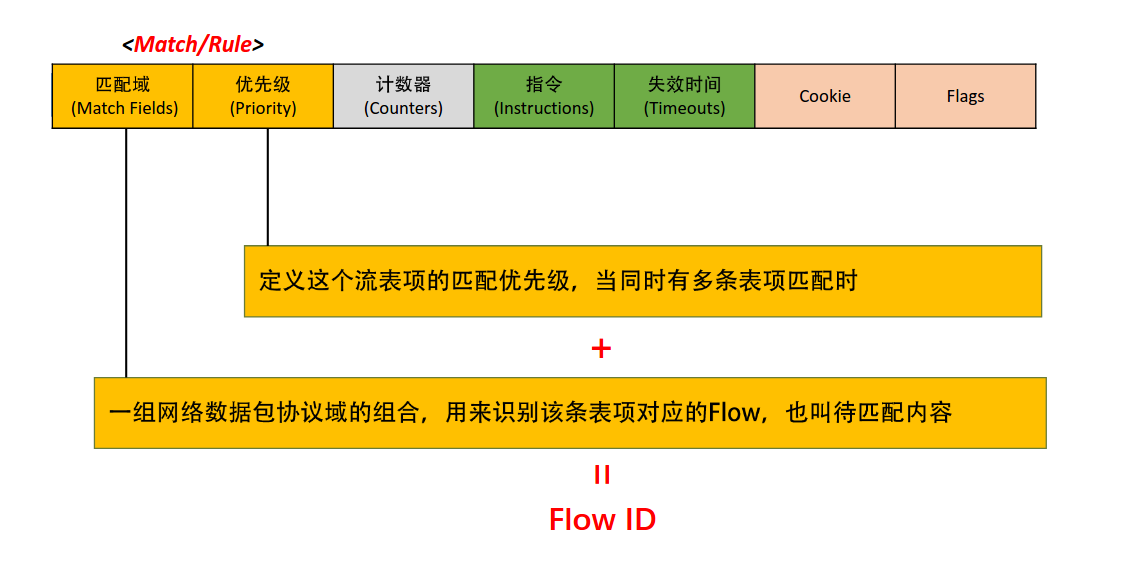 <Match/Rule>
匹配域
(Match Fields)
优先级
(Priority)
计数器
(Counters)
指令
(Instructions)
失效时间
(Timeouts)
Cookie
Flags
定义这个流表项的匹配优先级，当同时有多条表项匹配时
+
一组网络数据包协议域的组合，用来识别该条表项对应的Flow，也叫待匹配内容
=
Flow ID